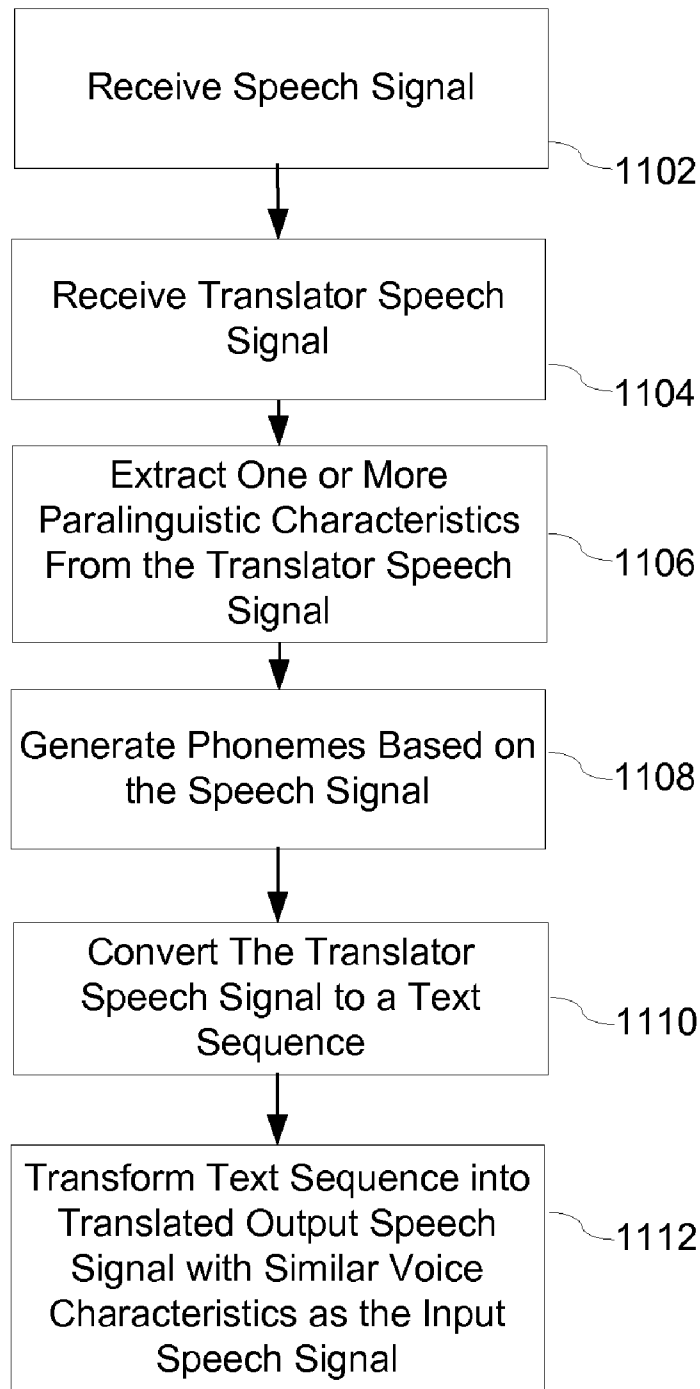 Receive Speech Signal
1102
Receive Translator Speech
Signal
1104
Extract One or More
Paralinguistic Characteristics
From the Translator Speech
Signal
1106
Generate Phonemes Based on
the Speech Signal
1108
Convert The Translator
Speech Signal to a Text
Sequence
1110
Transform Text Sequence into
Translated Output Speech
Signal with Similar Voice
Characteristics as the Input
Speech Signal
1112